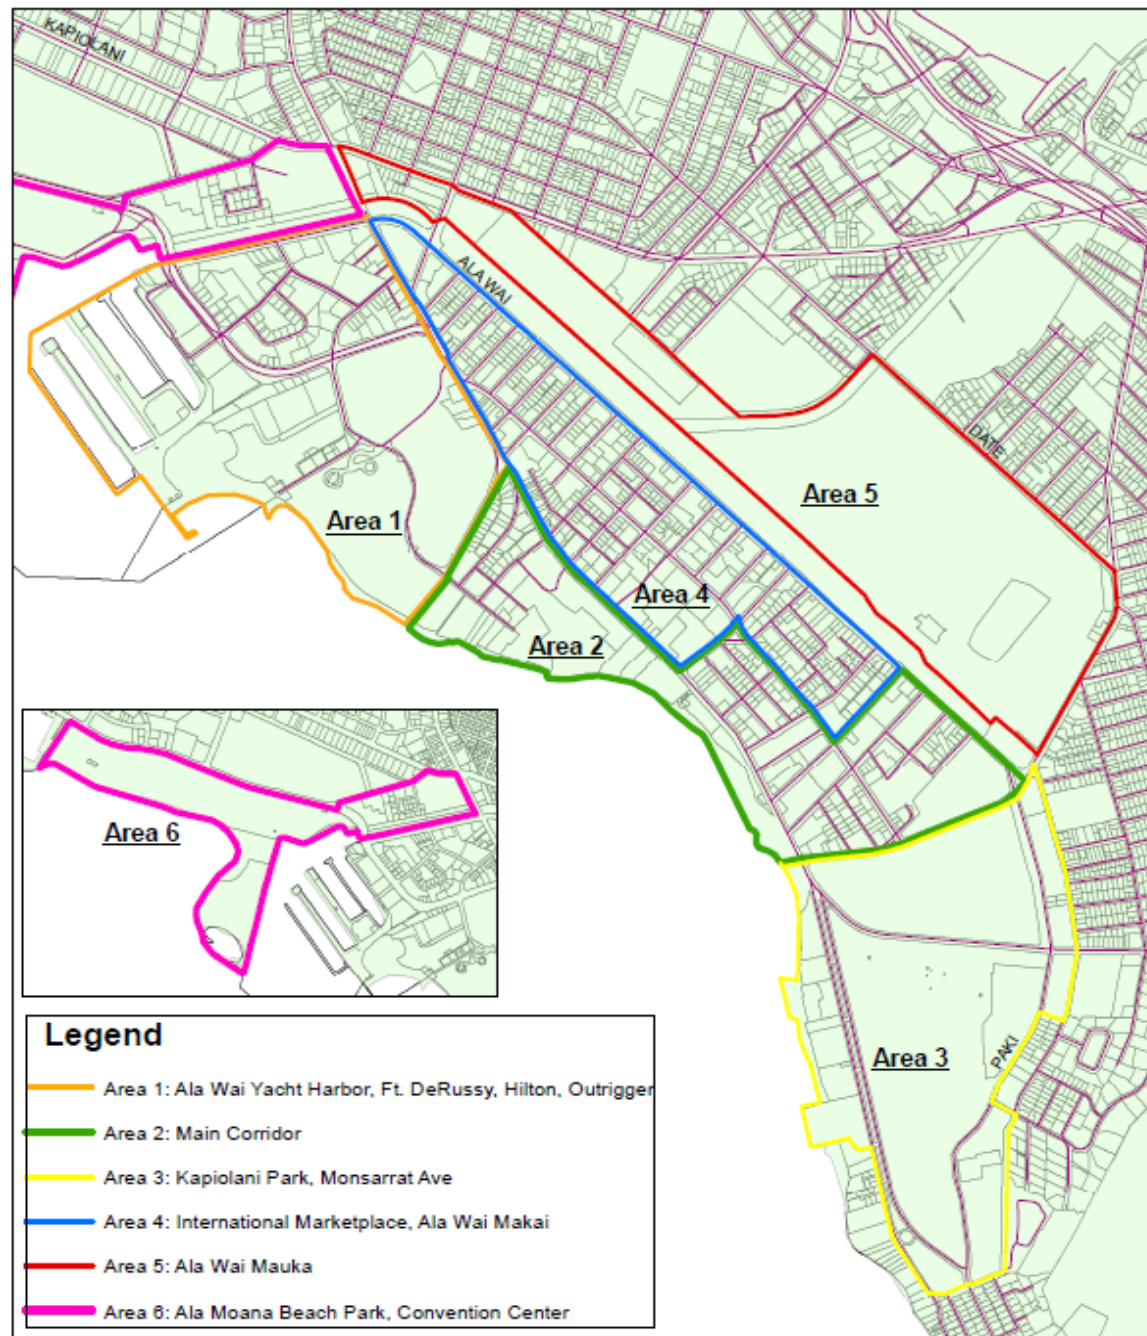 KAPIOLANI
ALA WAI
DATE
Area 5
Area 1
Area 4
Area 2
Area 6
Area 3
PAKI
Legend
Area 1: Ala Wai Yacht Harbor, Ft. DeRussy, Hilton, Outrigger
Area 2: Main Corridor
Area 3: Kapiolani Park, Monsarrat Ave
Area 4: International Marketplace, Ala Wai Makai
Area 5: Ala Wai Mauka
Area 6: Ala Moana Beach Park, Convention Center